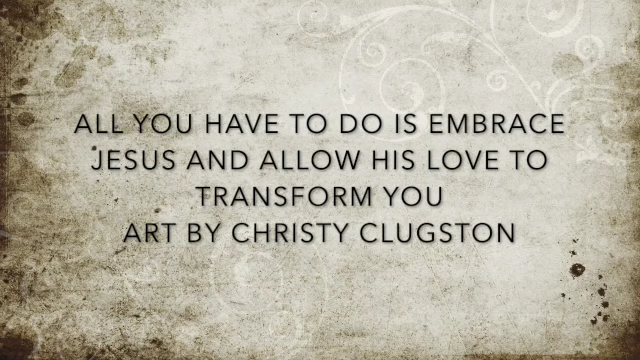 ALL YOU HAVE TO DO IS EMBRACE
JESUS AND ALLOW HIS LOVE TO
TRANSFORM YOU
ART BY CHRISTY CLUGSTON